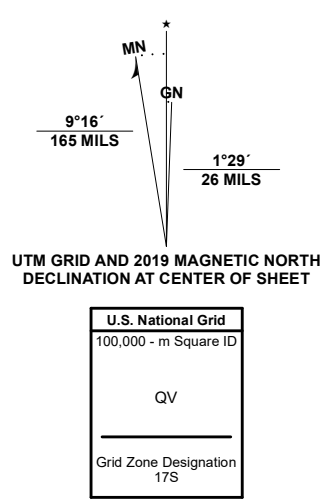 MN
GN
9°16´
165 MILS
1°29´
26 MILS
UTM GRID AND 2019 MAGNETIC NORTH
DECLINATION AT CENTER OF SHEET
U.S. National Grid
100,000 - m Square ID
QV
Grid Zone Designation
17S